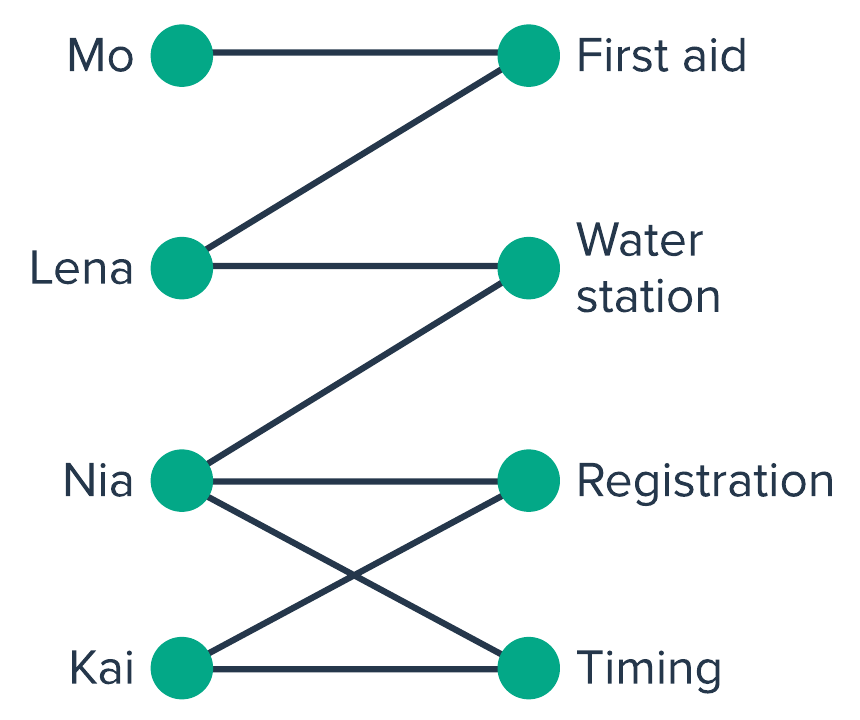 Mo
First aid
Lena
Water
station
Nia
Registration
Kai
Timing